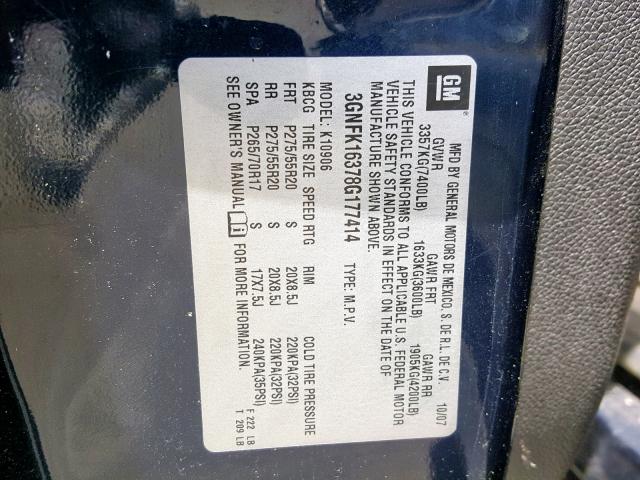 GM ®
MFD BY GENERAL MOTORS DE MEXICO, S. DE R.L. DE C.V. 10/07
GVWR GAWR FRT GAWR RR
3357KG(7400LB) 1633KG(3600LB) 1905KG(4200LB)
THIS VEHICLE CONFORMS TO ALL APPLICABLE U.S. FEDERAL MOTOR
VEHICLE SAFETY STANDARDS IN EFFECT ON THE DATE OF
MANUFACTURE SHOWN ABOVE.
3GNFK16378G177414 TYPE: M.P.V.
MODEL: K10906
KBCG TIRE SIZE SPEED RTG RIM COLD TIRE PRESSURE
FRT P275/55R20 S 20X8.5J 220KPA(32PSI)
RR P275/55R20 S 20X8.5J 220KPA(32PSI)
SPA P265/70R17 S 17X7.5J 240KPA(35PSI)
SEE OWNER'S MANUAL i FOR MORE INFORMATION.
F 222 LB
T 209 LB